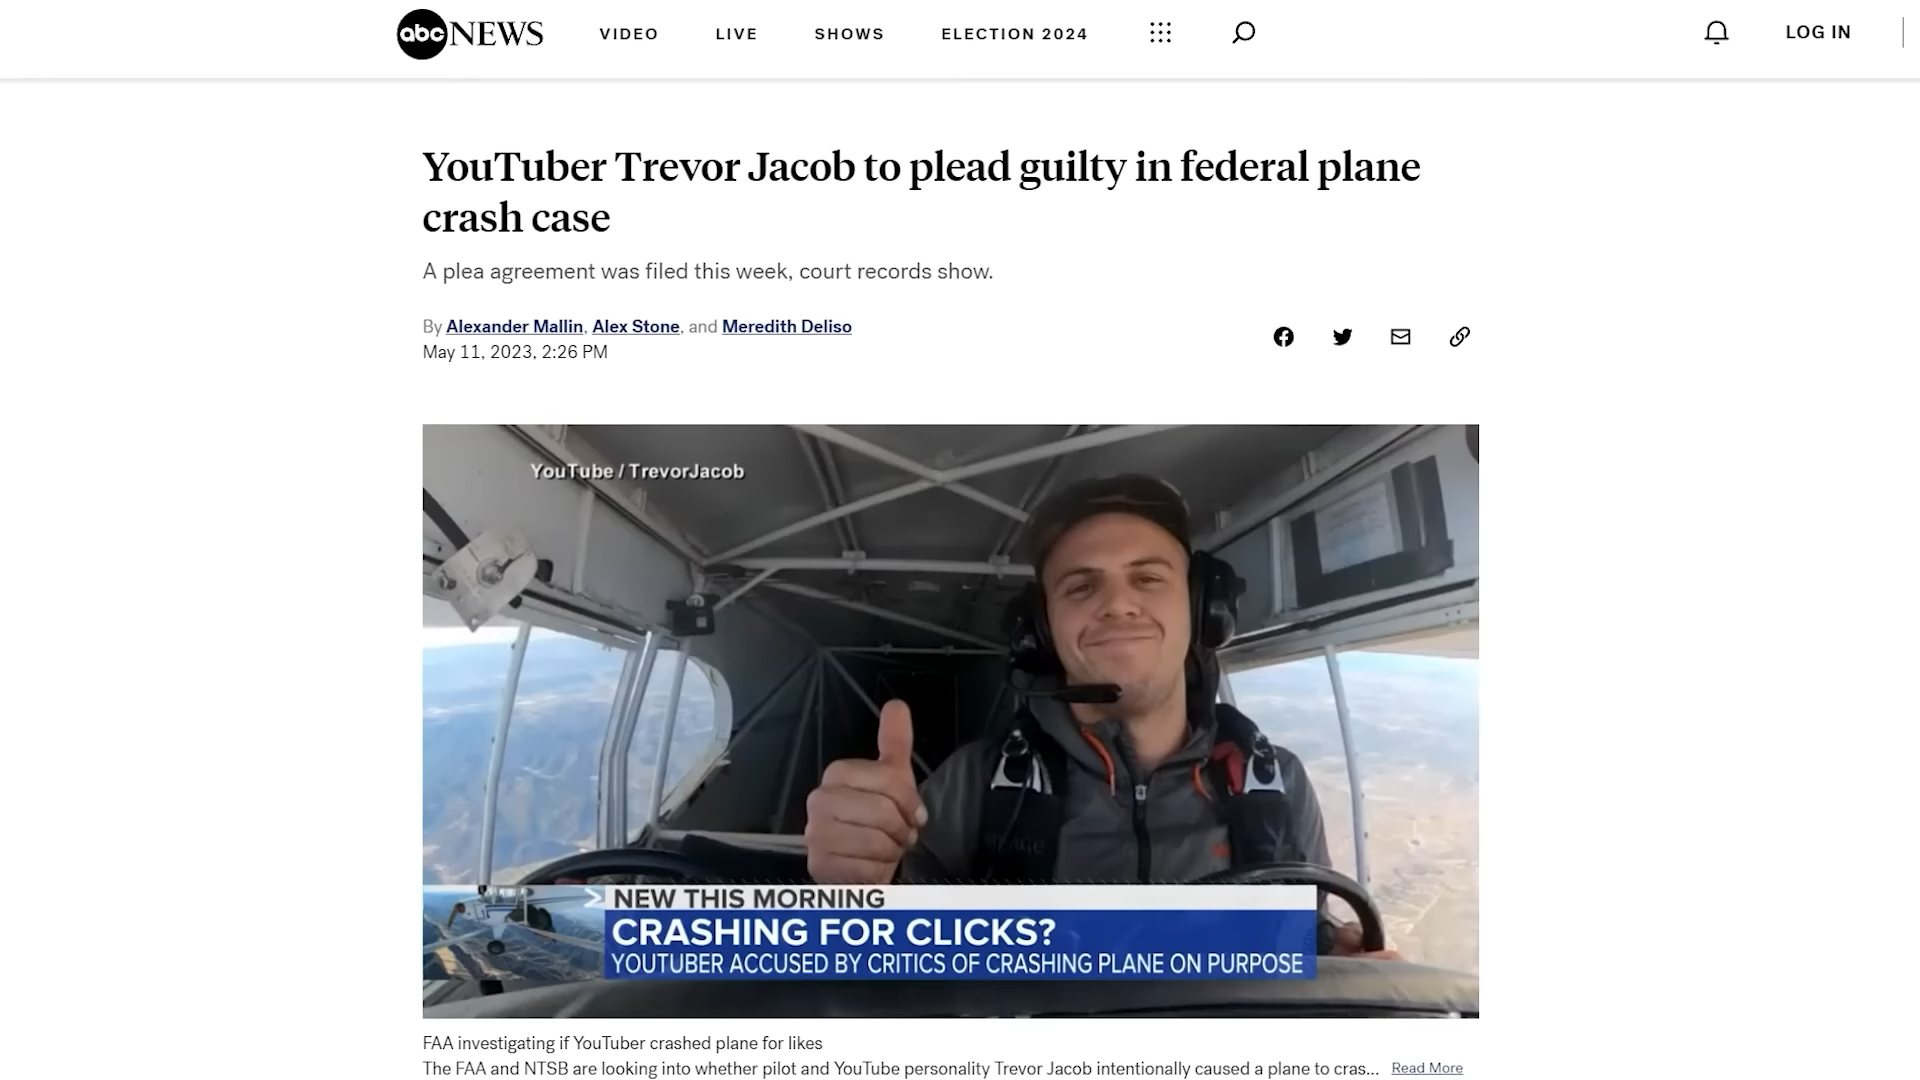 abc NEWS VIDEO LIVE SHOWS ELECTION 2024 LOG IN
YouTuber Trevor Jacob to plead guilty in federal plane
crash case
A plea agreement was filed this week, court records show.
By Alexander Mallin, Alex Stone, and Meredith Deliso
May 11, 2023, 2:26 PM
YouTube / TrevorJacob
NEW THIS MORNING
CRASHING FOR CLICKS?
YOUTUBER ACCUSED BY CRITICS OF CRASHING PLANE ON PURPOSE
FAA investigating if YouTuber crashed plane for likes
The FAA and NTSB are looking into whether pilot and YouTube personality Trevor Jacob intentionally caused a plane to cras... Read More